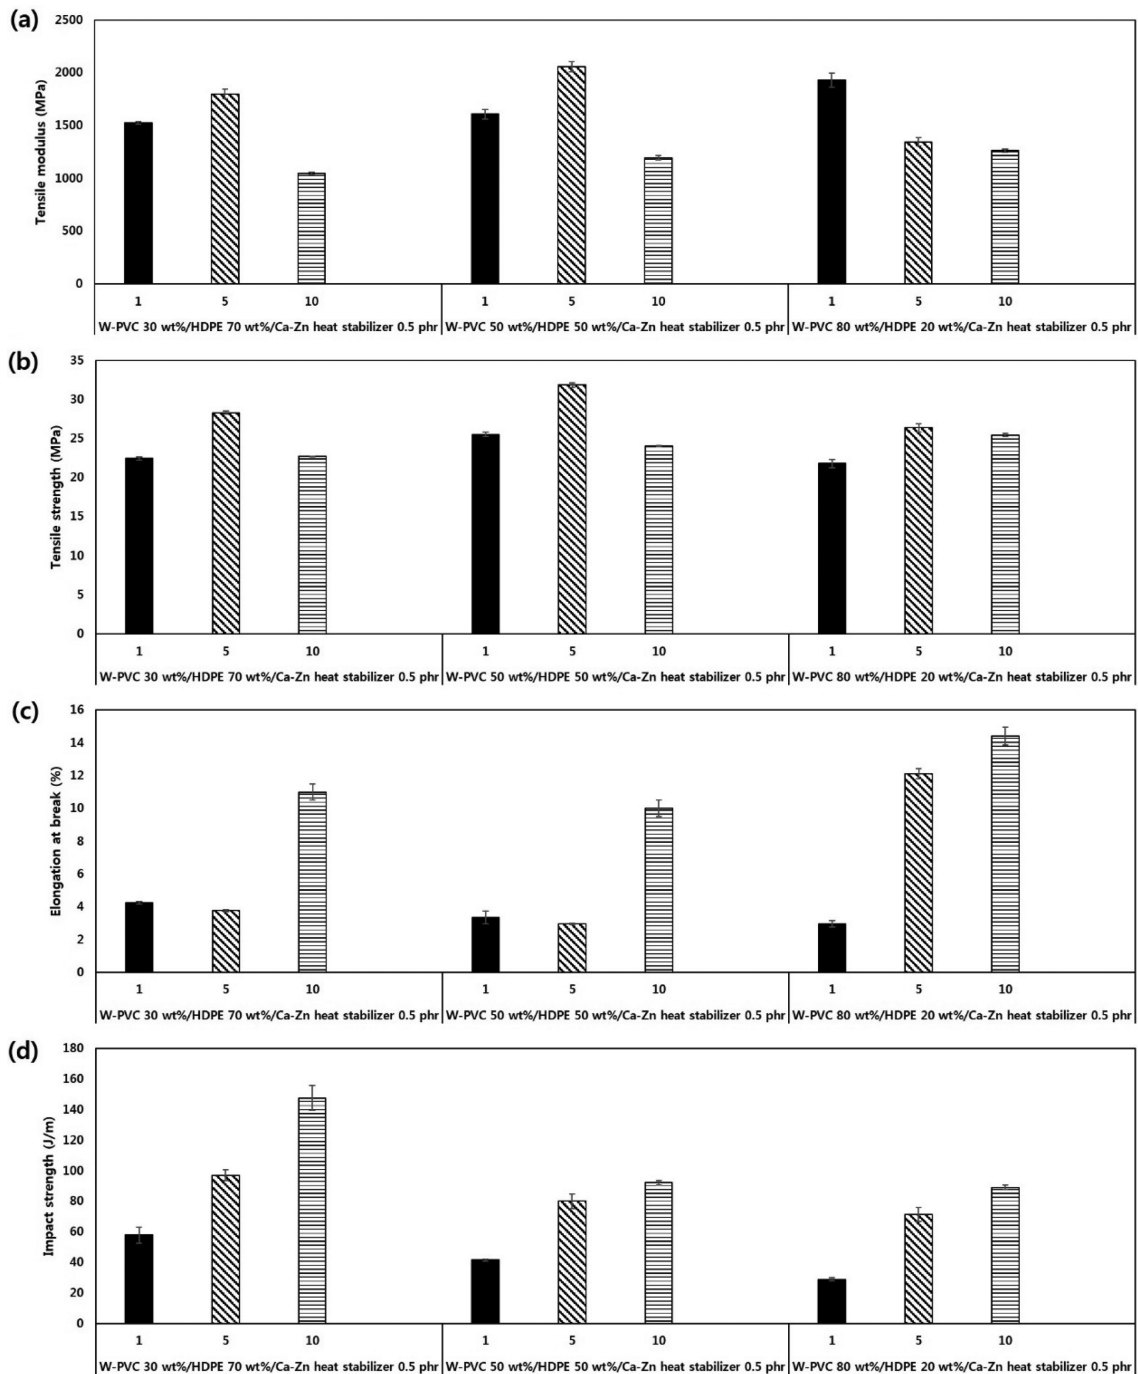 (a)
Tensile modulus (MPa)
2500
2000
1500
1000
500
0
1 5 10 1 5 10 1 5 10
W-PVC 30 wt%/HDPE 70 wt%/Ca-Zn heat stabilizer 0.5 phr W-PVC 50 wt%/HDPE 50 wt%/Ca-Zn heat stabilizer 0.5 phr W-PVC 80 wt%/HDPE 20 wt%/Ca-Zn heat stabilizer 0.5 phr
(b)
Tensile strength (MPa)
35
30
25
20
15
10
5
0
1 5 10 1 5 10 1 5 10
W-PVC 30 wt%/HDPE 70 wt%/Ca-Zn heat stabilizer 0.5 phr W-PVC 50 wt%/HDPE 50 wt%/Ca-Zn heat stabilizer 0.5 phr W-PVC 80 wt%/HDPE 20 wt%/Ca-Zn heat stabilizer 0.5 phr
(c)
Elongation at break (%)
16
14
12
10
8
6
4
2
0
1 5 10 1 5 10 1 5 10
W-PVC 30 wt%/HDPE 70 wt%/Ca-Zn heat stabilizer 0.5 phr W-PVC 50 wt%/HDPE 50 wt%/Ca-Zn heat stabilizer 0.5 phr W-PVC 80 wt%/HDPE 20 wt%/Ca-Zn heat stabilizer 0.5 phr
(d)
Impact strength (J/m)
180
160
140
120
100
80
60
40
20
0
1 5 10 1 5 10 1 5 10
W-PVC 30 wt%/HDPE 70 wt%/Ca-Zn heat stabilizer 0.5 phr W-PVC 50 wt%/HDPE 50 wt%/Ca-Zn heat stabilizer 0.5 phr W-PVC 80 wt%/HDPE 20 wt%/Ca-Zn heat stabilizer 0.5 phr